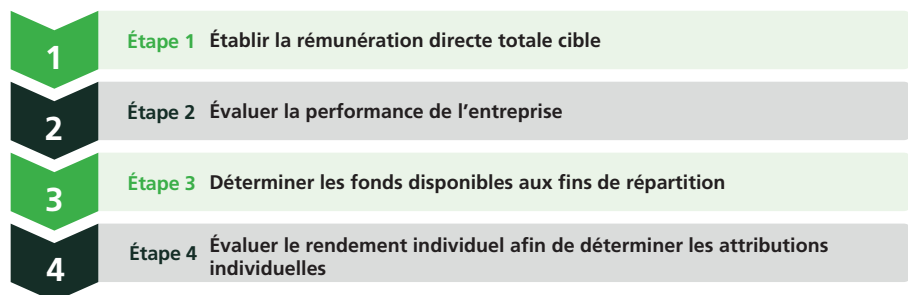 1
Étape 1 Établir la rémunération directe totale cible
2
Étape 2 Évaluer la performance de l'entreprise
3
Étape 3 Déterminer les fonds disponibles aux fins de répartition
4
Étape 4 Évaluer le rendement individuel afin de déterminer les attributions
individuelles